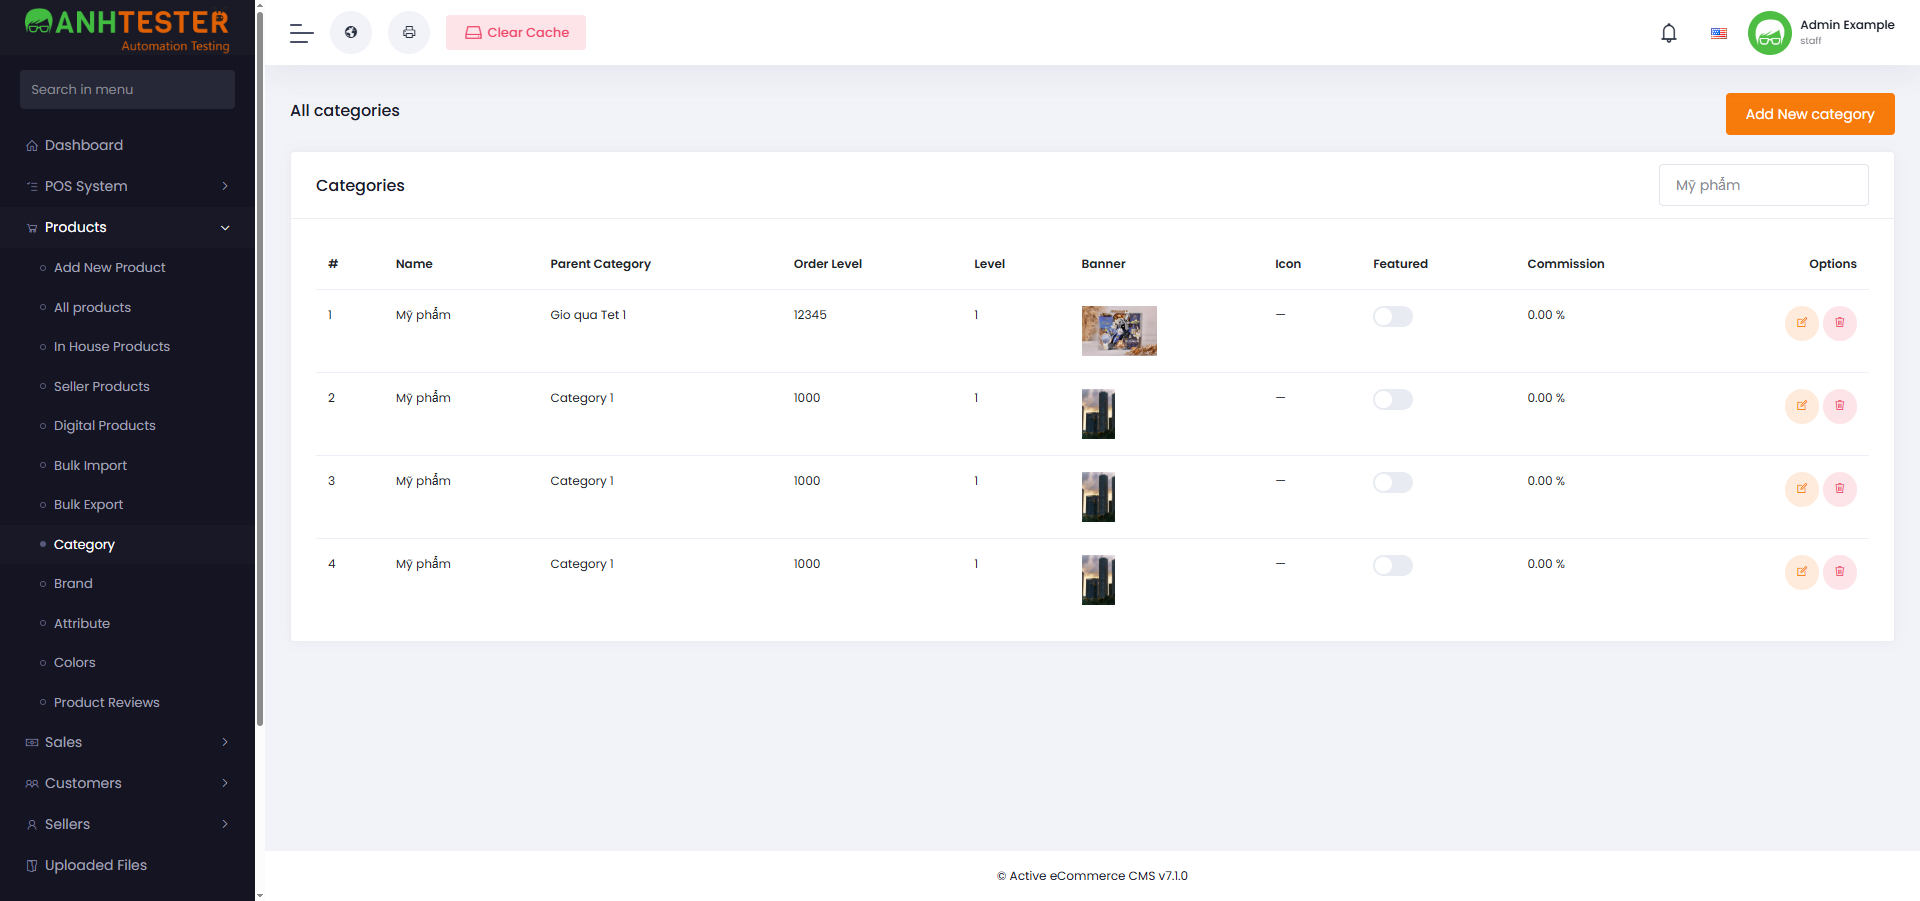 ANHTESTER
Automation Testing
Search in menu
Dashboard
POS System
Products
Add New Product
All products
In House Products
Seller Products
Digital Products
Bulk Import
Bulk Export
Category
Brand
Attribute
Colors
Product Reviews
Sales
Customers
Sellers
Uploaded Files
Clear Cache
Admin Example
staff
All categories
Add New category
Categories
Mỹ phẩm
# Name Parent Category Order Level Level Banner Icon Featured Commission Options
1 Mỹ phẩm Gio qua Tet 1 12345 1 — 0.00 %
2 Mỹ phẩm Category 1 1000 1 — 0.00 %
3 Mỹ phẩm Category 1 1000 1 — 0.00 %
4 Mỹ phẩm Category 1 1000 1 — 0.00 %
© Active eCommerce CMS v7.1.0